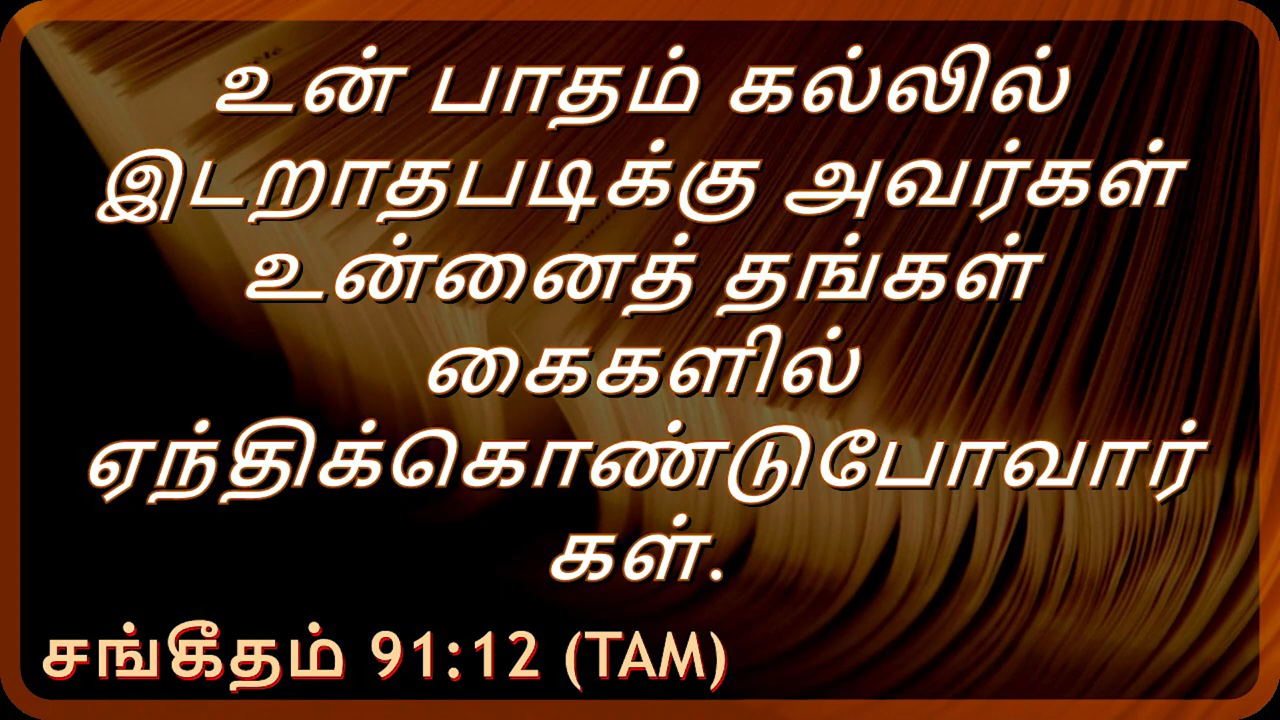 உன் பாதம் கல்லில்
இடறாதபடிக்கு அவர்கள்
உன்னைத் தங்கள்
கைகளில்
ஏந்திக்கொண்டுபோவார்
கள்.
சங்கீதம் 91:12 (TAM)